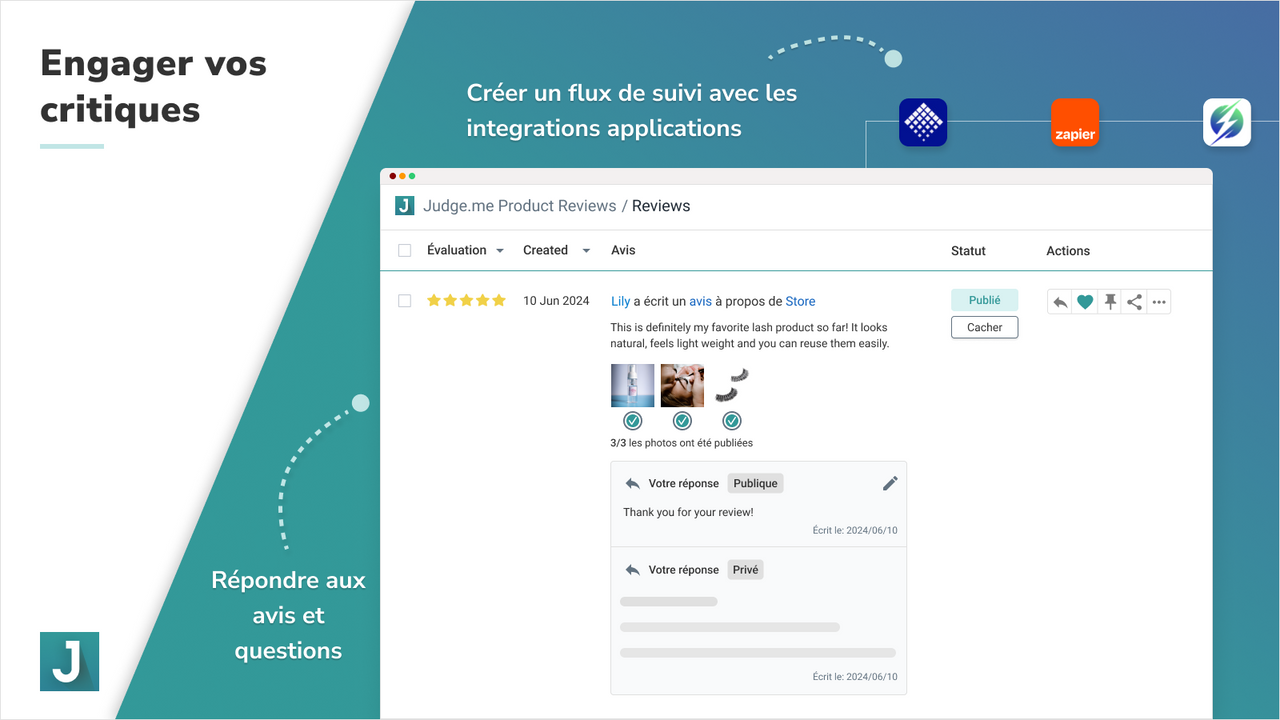 Engager vos
critiques
Créer un flux de suivi avec les
integrations applications
zapier
J Judge.me Product Reviews / Reviews
Évaluation Created Avis Statut Actions
10 Jun 2024 Lily a écrit un avis à propos de Store Publié
Cacher
This is definitely my favorite lash product so far! It looks
natural, feels light weight and you can reuse them easily.
3/3 les photos ont été publiées
Votre réponse Publique
Thank you for your review!
Écrit le: 2024/06/10
Votre réponse Privé
Écrit le: 2024/06/10
Répondre aux
avis et
questions
J